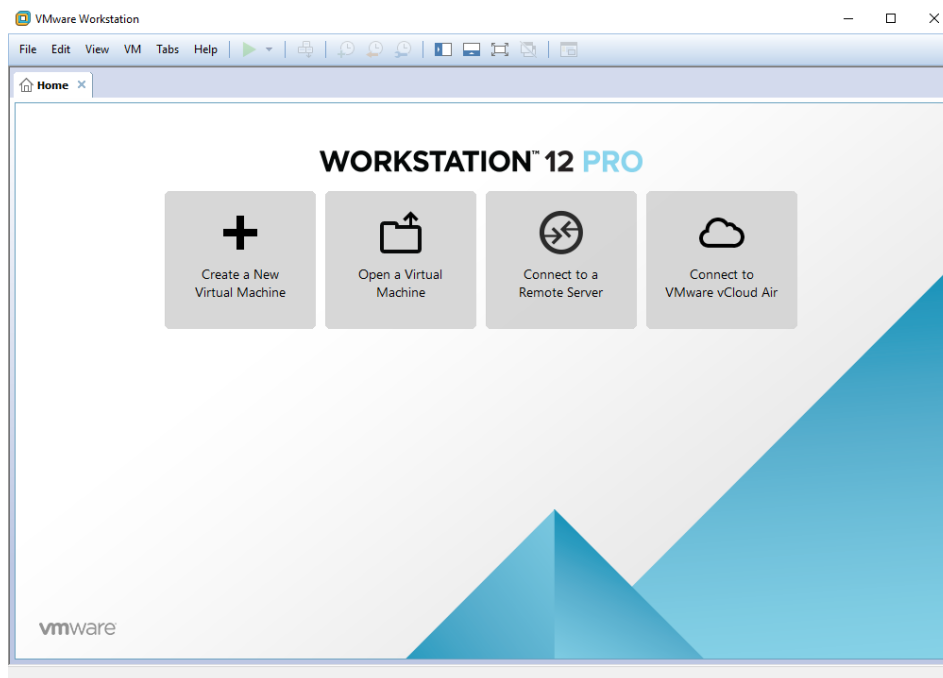 VMware Workstation
File Edit View VM Tabs Help
Home
WORKSTATION™ 12 PRO
Create a New
Virtual Machine
Open a Virtual
Machine
Connect to a
Remote Server
Connect to
VMware vCloud Air
vmware